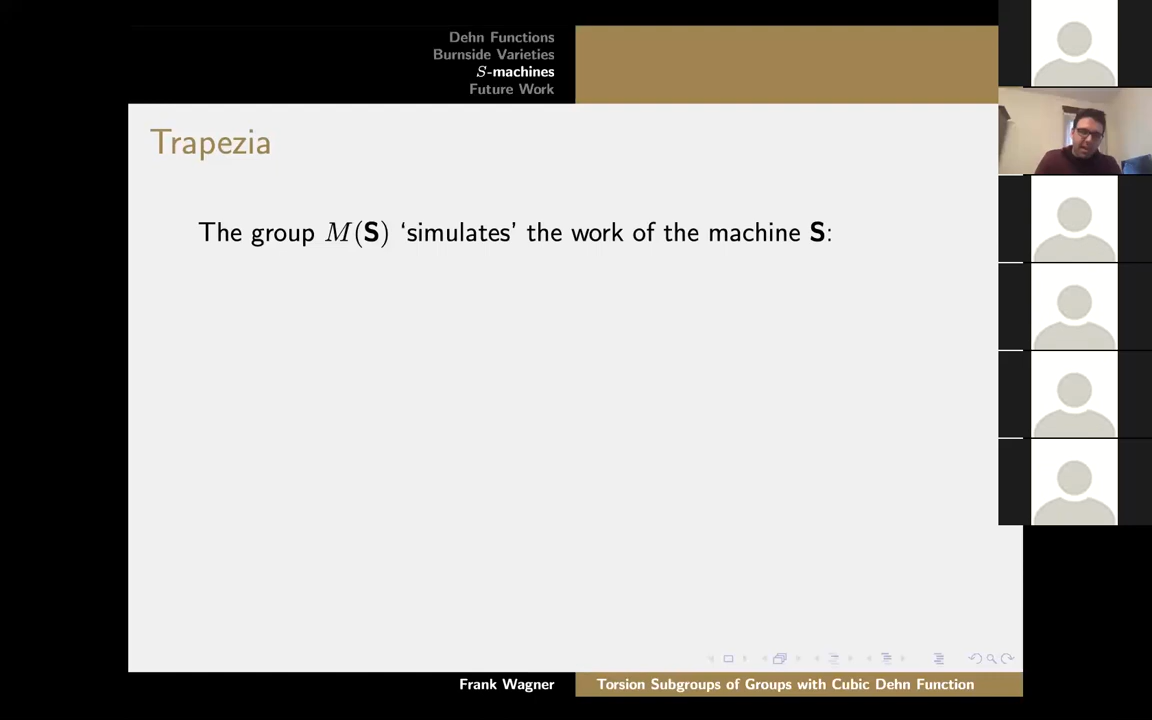 Dehn Functions
Burnside Varieties
S-machines
Future Work
Trapezia
The group M(S) ‘simulates’ the work of the machine S:
Frank Wagner
Torsion Subgroups of Groups with Cubic Dehn Function